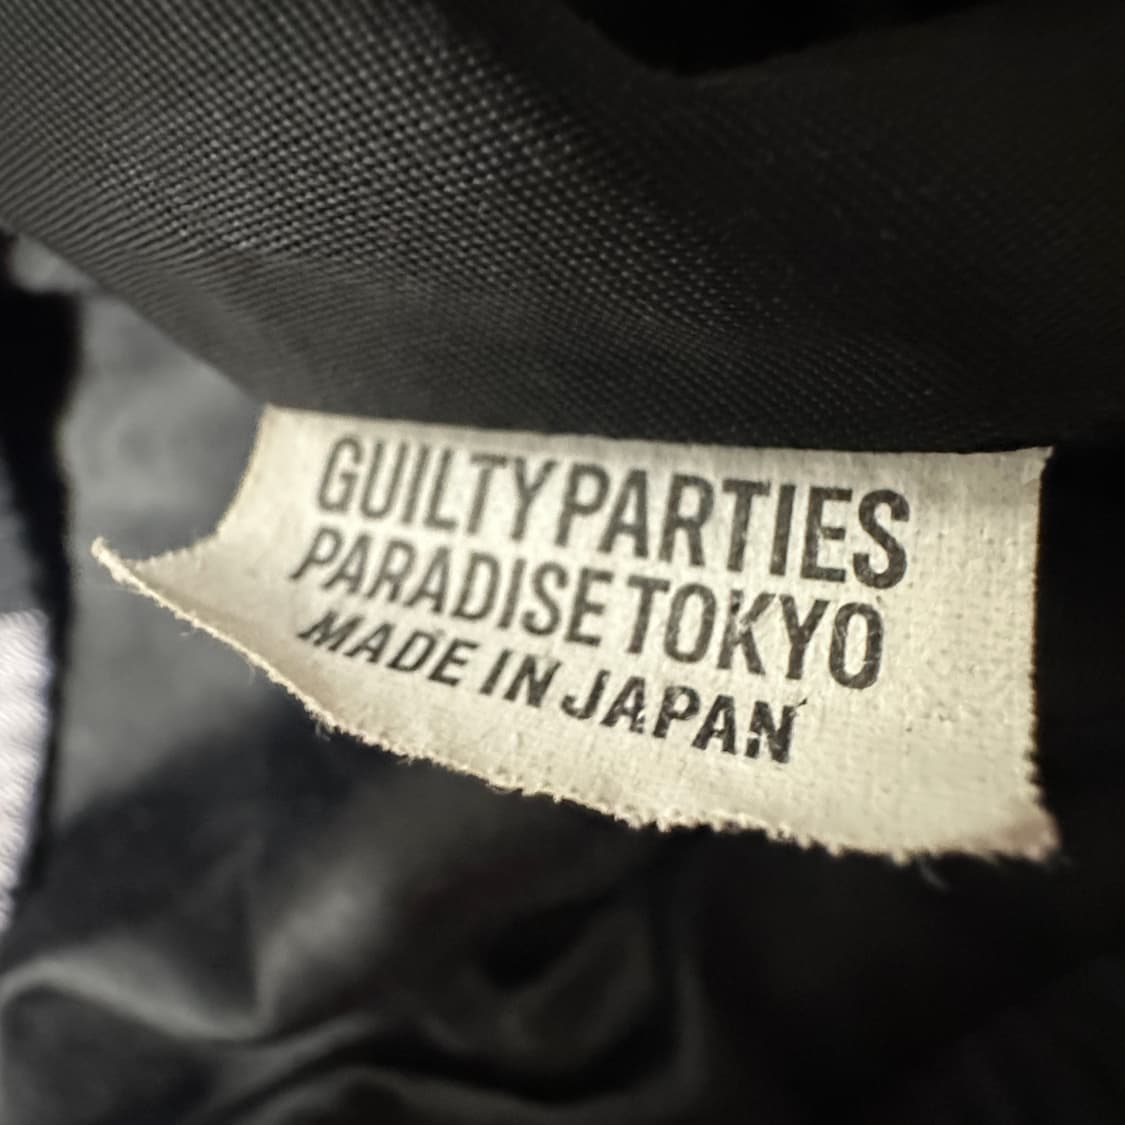 GUILTY PARTIES
PARADISE TOKYO
MADE IN JAPAN